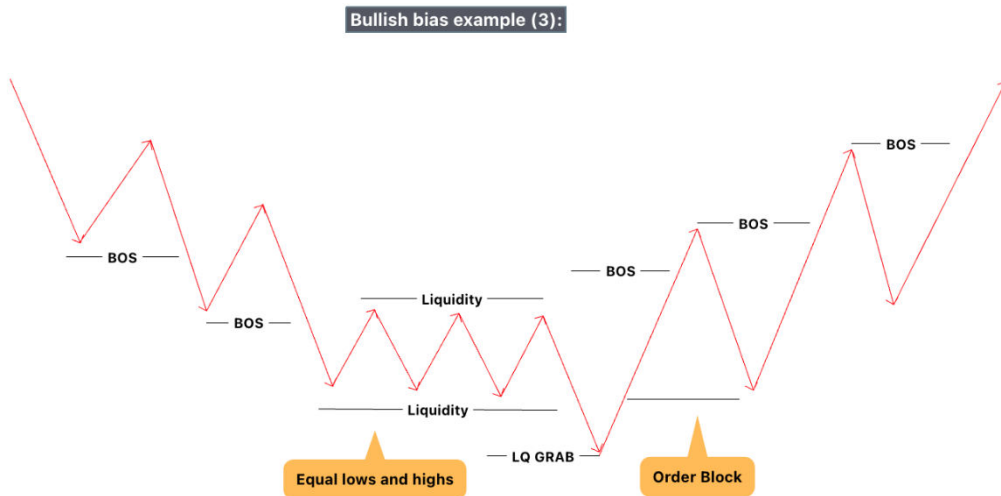 Bullish bias example (3):
BOS
BOS
BOS
BOS
Liquidity
BOS
BOS
Liquidity
LQ GRAB
Equal lows and highs
Order Block